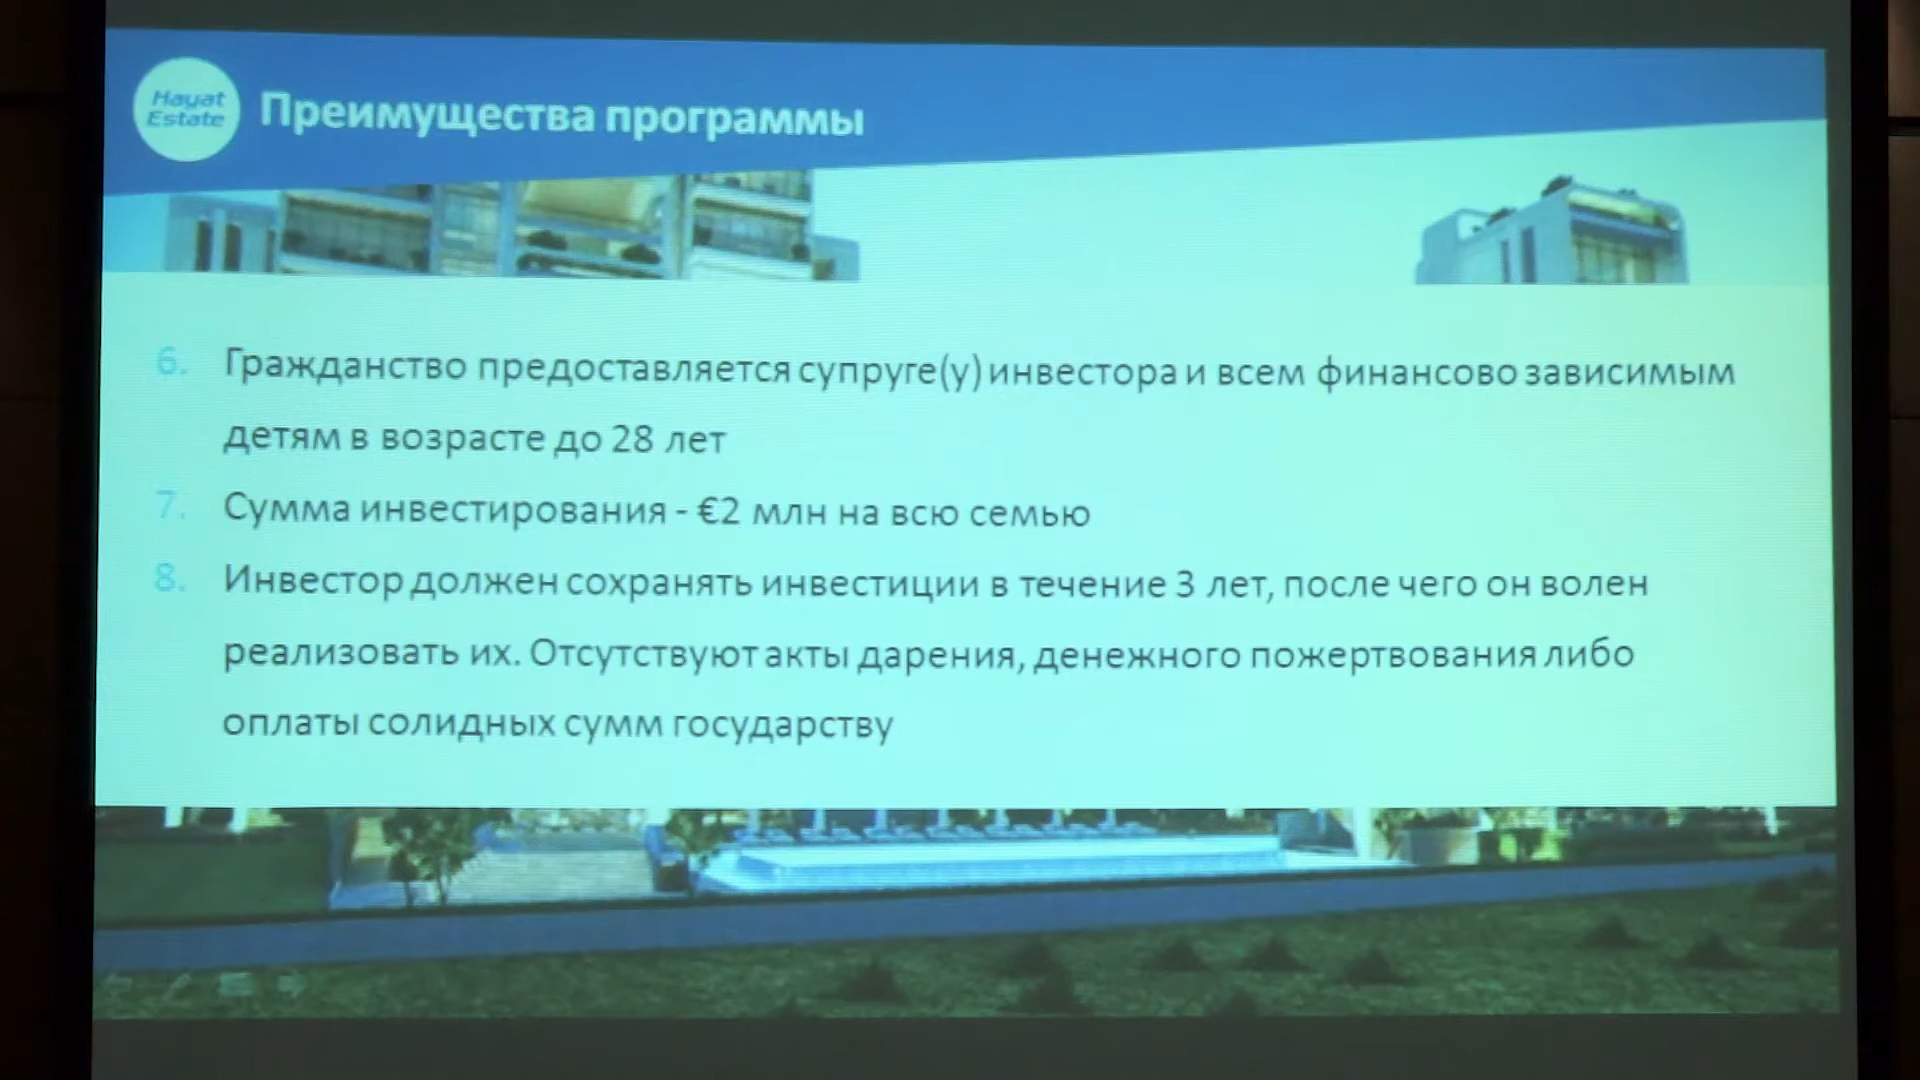 Hayat
Estate
Преимущества программы
6. Гражданство предоставляется супруге(у) инвестора и всем финансово зависимым
детям в возрасте до 28 лет
7. Сумма инвестирования - €2 млн на всю семью
8. Инвестор должен сохранять инвестиции в течение 3 лет, после чего он волен
реализовать их. Отсутствуют акты дарения, денежного пожертвования либо
оплаты солидных сумм государству